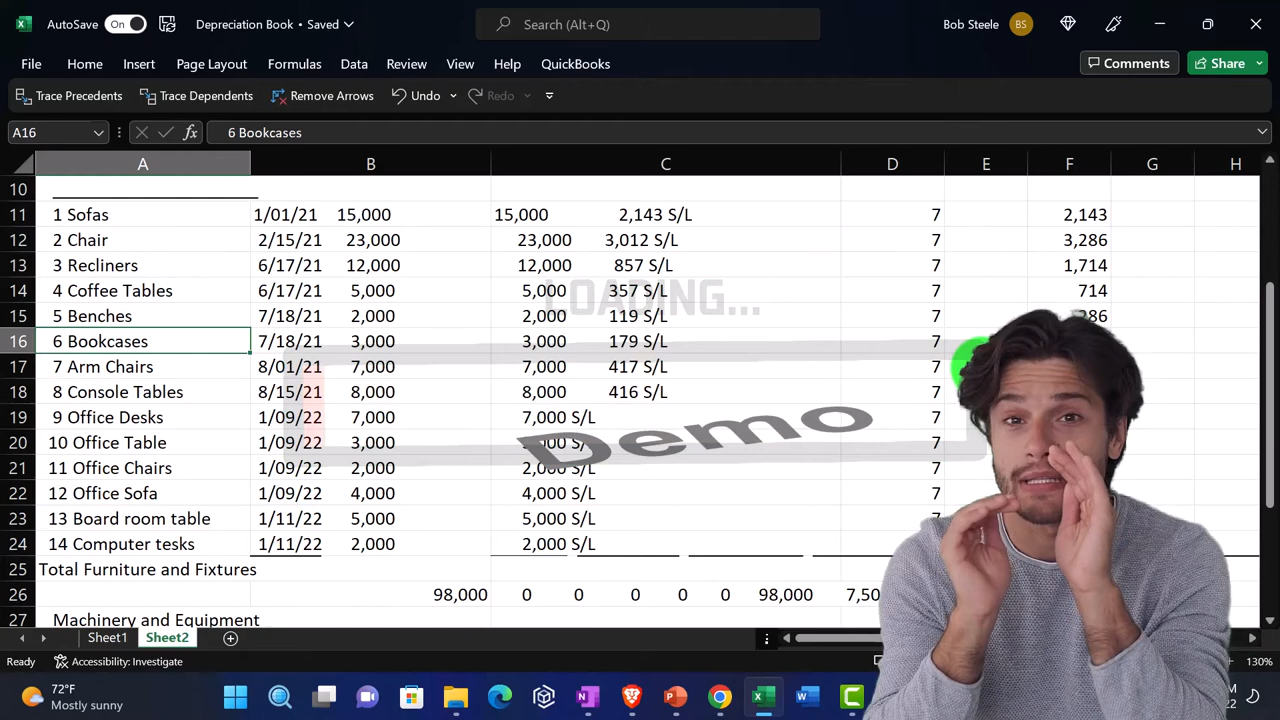 AutoSave On Depreciation Book • Saved Search (Alt+Q) Bob Steele BS
File Home Insert Page Layout Formulas Data Review View Help QuickBooks Comments Share
Trace Precedents Trace Dependents Remove Arrows Undo Redo
A16 fx 6 Bookcases
A B C D E F G H
10
11 1 Sofas 1/01/21 15,000 15,000 2,143 S/L 7 2,143
12 2 Chair 2/15/21 23,000 23,000 3,012 S/L 7 3,286
13 3 Recliners 6/17/21 12,000 12,000 857 S/L 7 1,714
14 4 Coffee Tables 6/17/21 5,000 5,000 357 S/L 7 714
LOADING...
15 5 Benches 7/18/21 2,000 2,000 119 S/L 7
16 6 Bookcases 7/18/21 3,000 3,000 179 S/L 7
17 7 Arm Chairs 8/01/21 7,000 7,000 417 S/L 7
18 8 Console Tables 8/15/21 8,000 8,000 416 S/L 7
19 9 Office Desks 1/09/22 7,000 7,000 S/L 7
Demo
20 10 Office Table 1/09/22 3,000 S/L 7
21 11 Office Chairs 1/09/22 2,000 S/L 7
22 12 Office Sofa 1/09/22 4,000 4,000 S/L 7
23 13 Board room table 1/11/22 5,000 5,000 S/L 7
24 14 Computer tesks 1/11/22 2,000 2,000 S/L 7
25 Total Furniture and Fixtures
26 98,000 0 0 0 0 0 98,000
27 Machinery and Equipment
Sheet1 Sheet2
Ready Accessibility: Investigate 130%
72°F
Mostly sunny